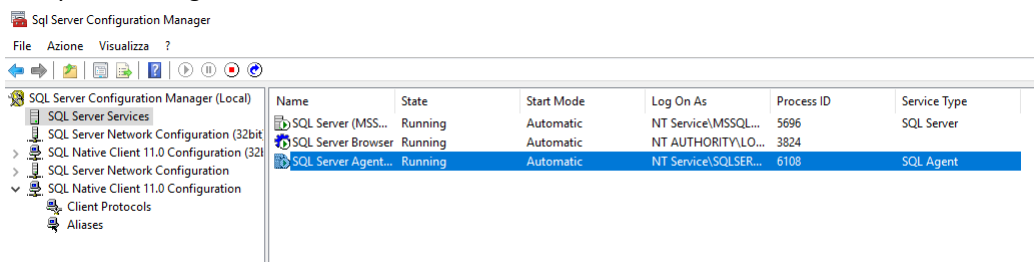 Sql Server Configuration Manager
File Azione Visualizza ?
SQL Server Configuration Manager (Local)
SQL Server Services
SQL Server Network Configuration (32bit
SQL Native Client 11.0 Configuration (32
SQL Server Network Configuration
SQL Native Client 11.0 Configuration
Client Protocols
Aliases
Name State Start Mode Log On As Process ID Service Type
SQL Server (MSS... Running Automatic NT Service\MSSQL... 5696 SQL Server
SQL Server Browser Running Automatic NT AUTHORITY\LO... 3824
SQL Server Agent... Running Automatic NT Service\SQLSER... 6108 SQL Agent